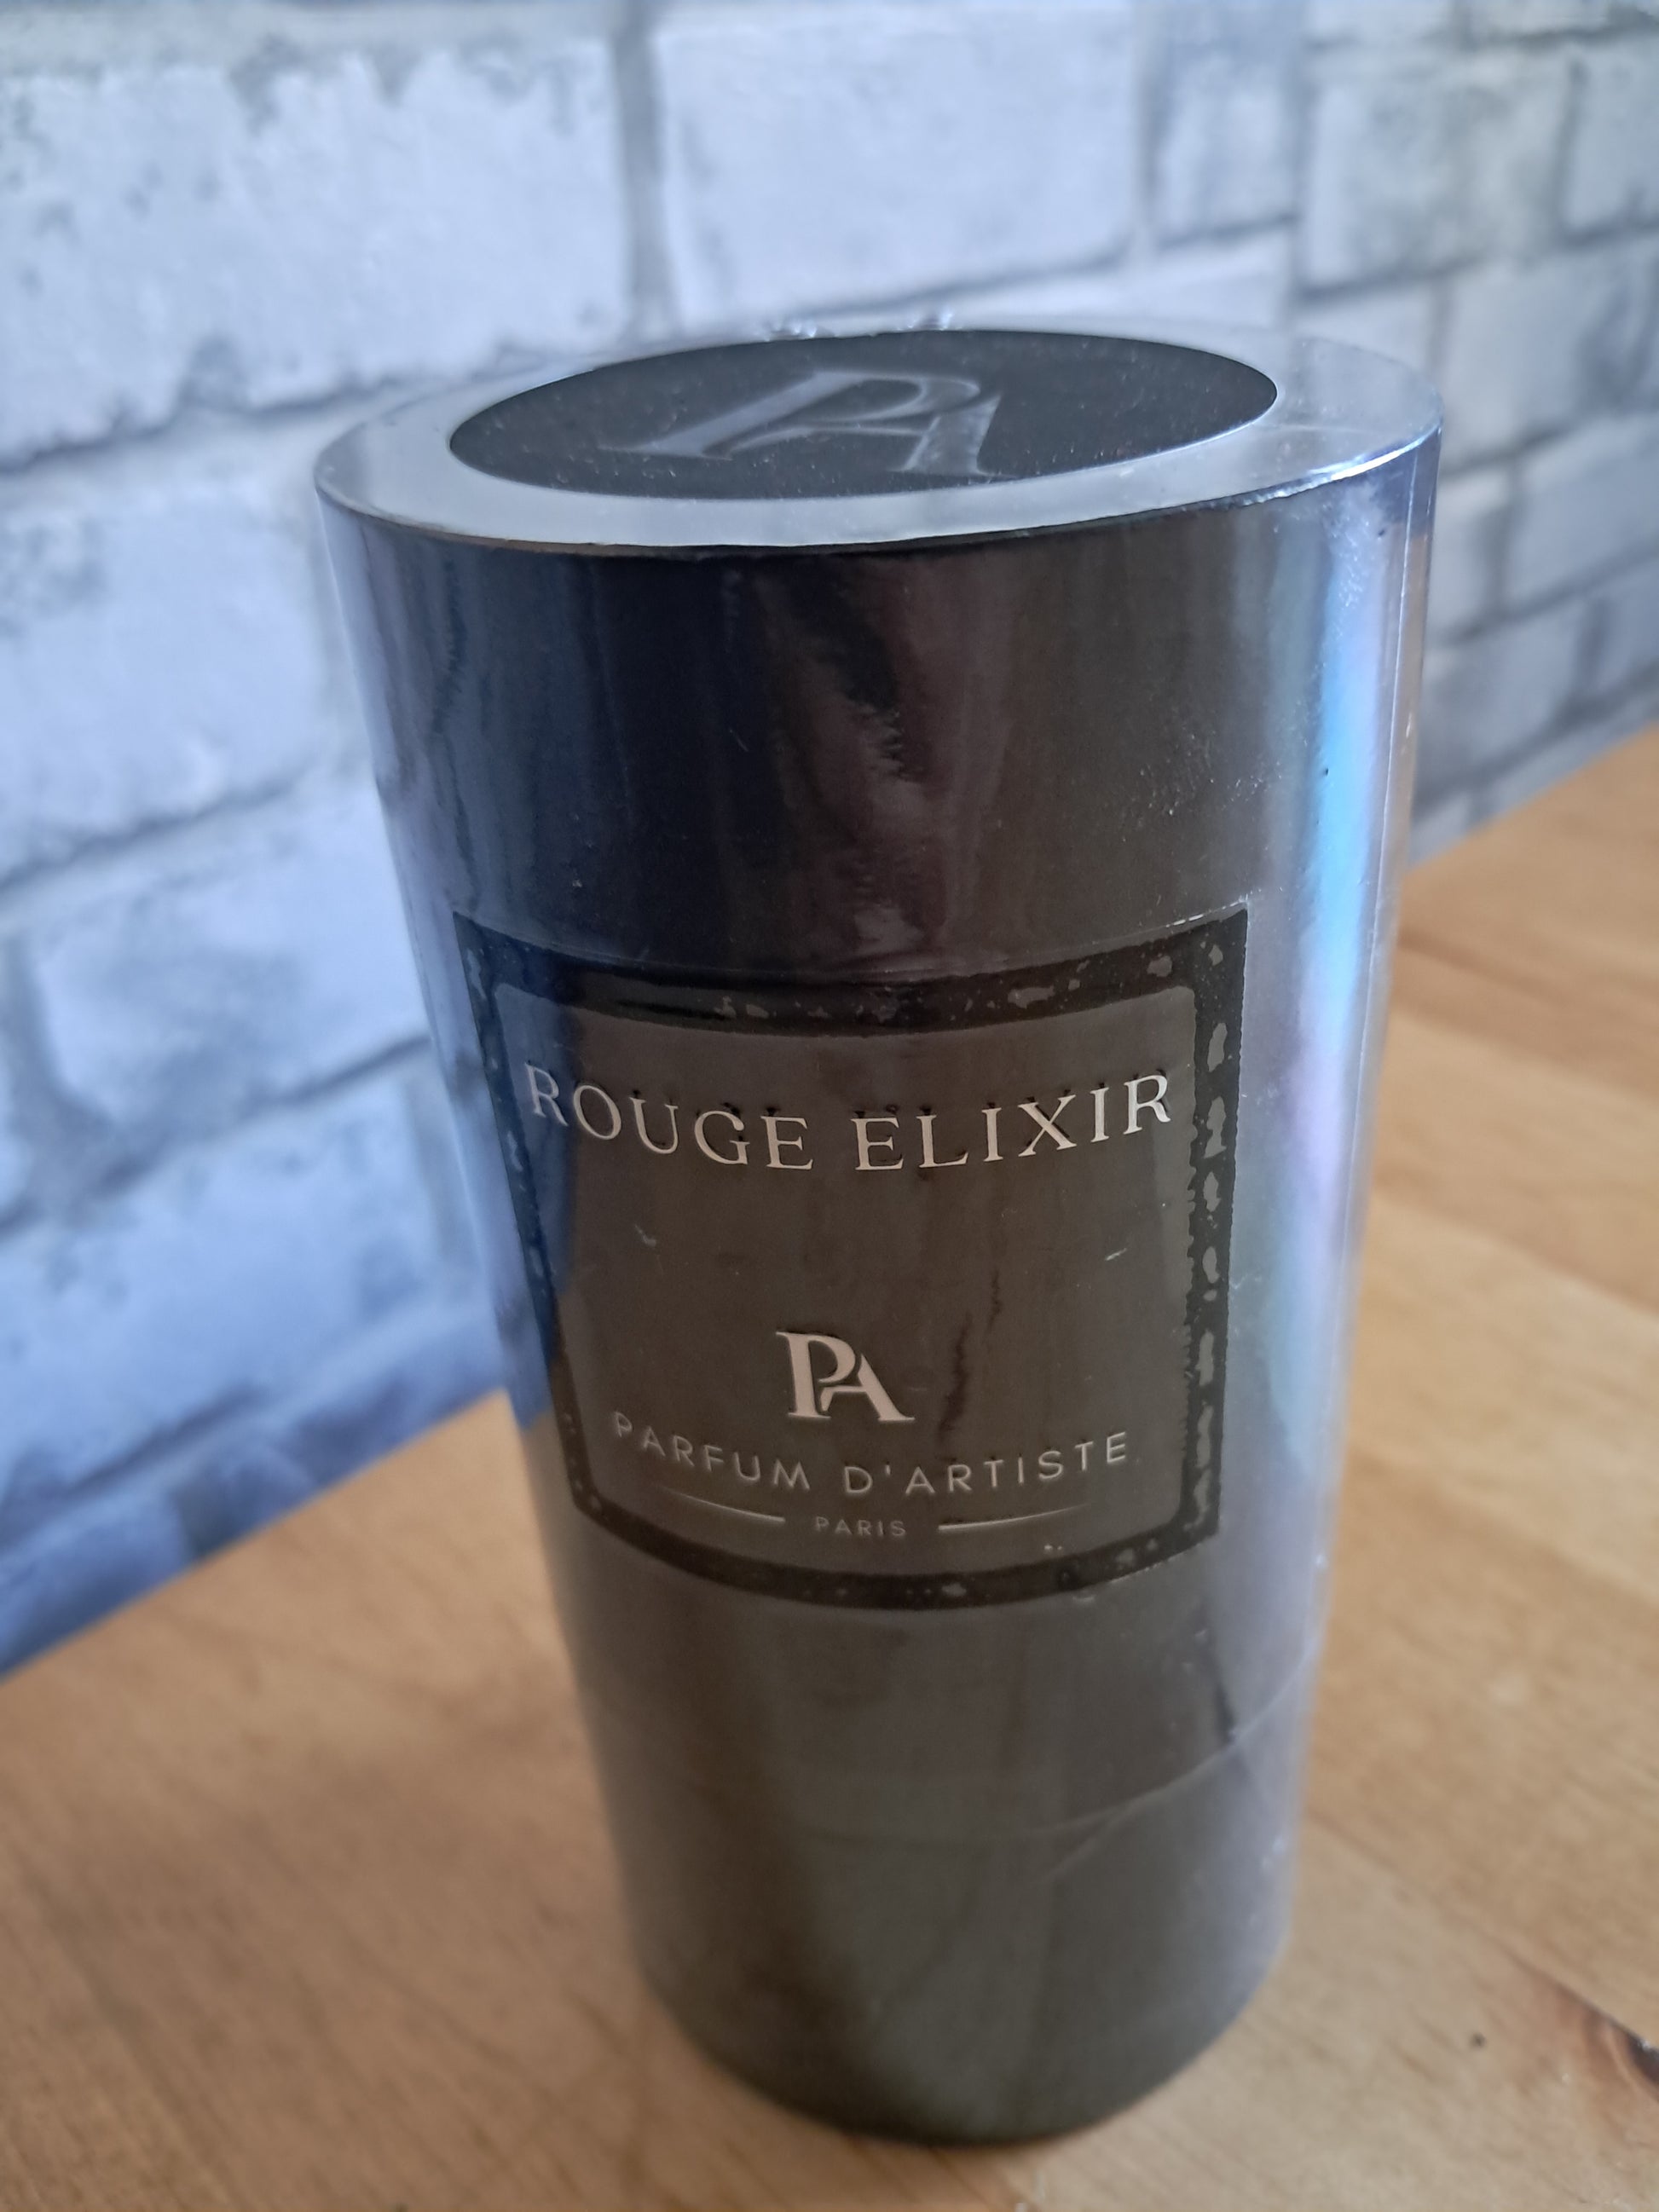 PA
ROUGE ELIXIR
PA
PARFUM D'ARTISTE
PARIS